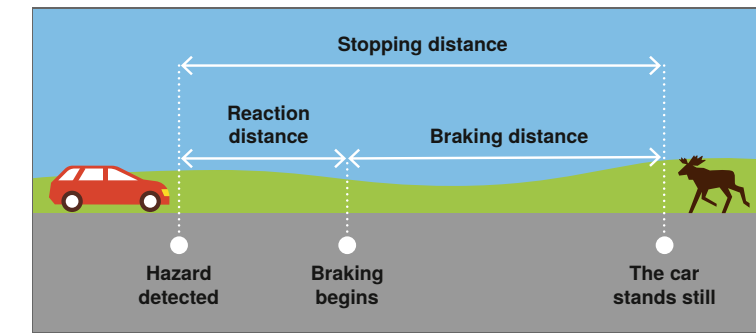 Stopping distance
Reaction
distance
Braking distance
Hazard
detected
Braking
begins
The car
stands still